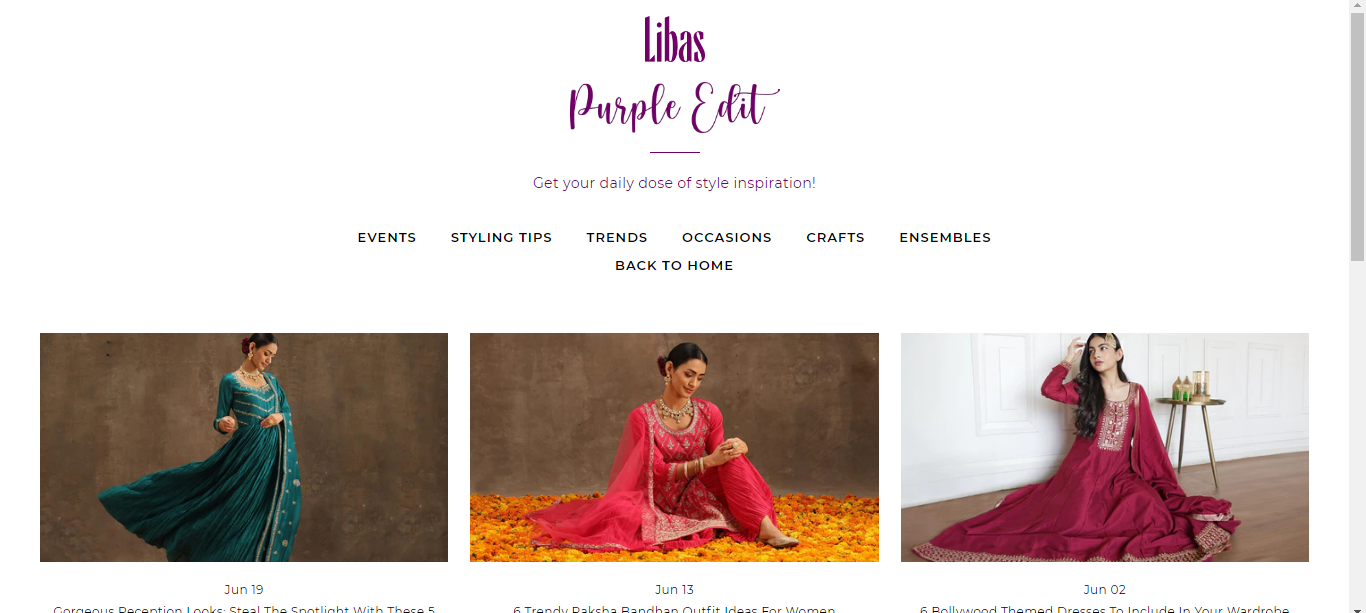 Libas
Purple Edit
Get your daily dose of style inspiration!
EVENTS STYLING TIPS TRENDS OCCASIONS CRAFTS ENSEMBLES
BACK TO HOME
Jun 19 Jun 13 Jun 02
Gorgeous Reception Looks: Steal The Spotlight With These 5 6 Trendy Raksha Bandhan Outfit Ideas For Women 6 Bollywood Themed Dresses To Include In Your Wardrobe